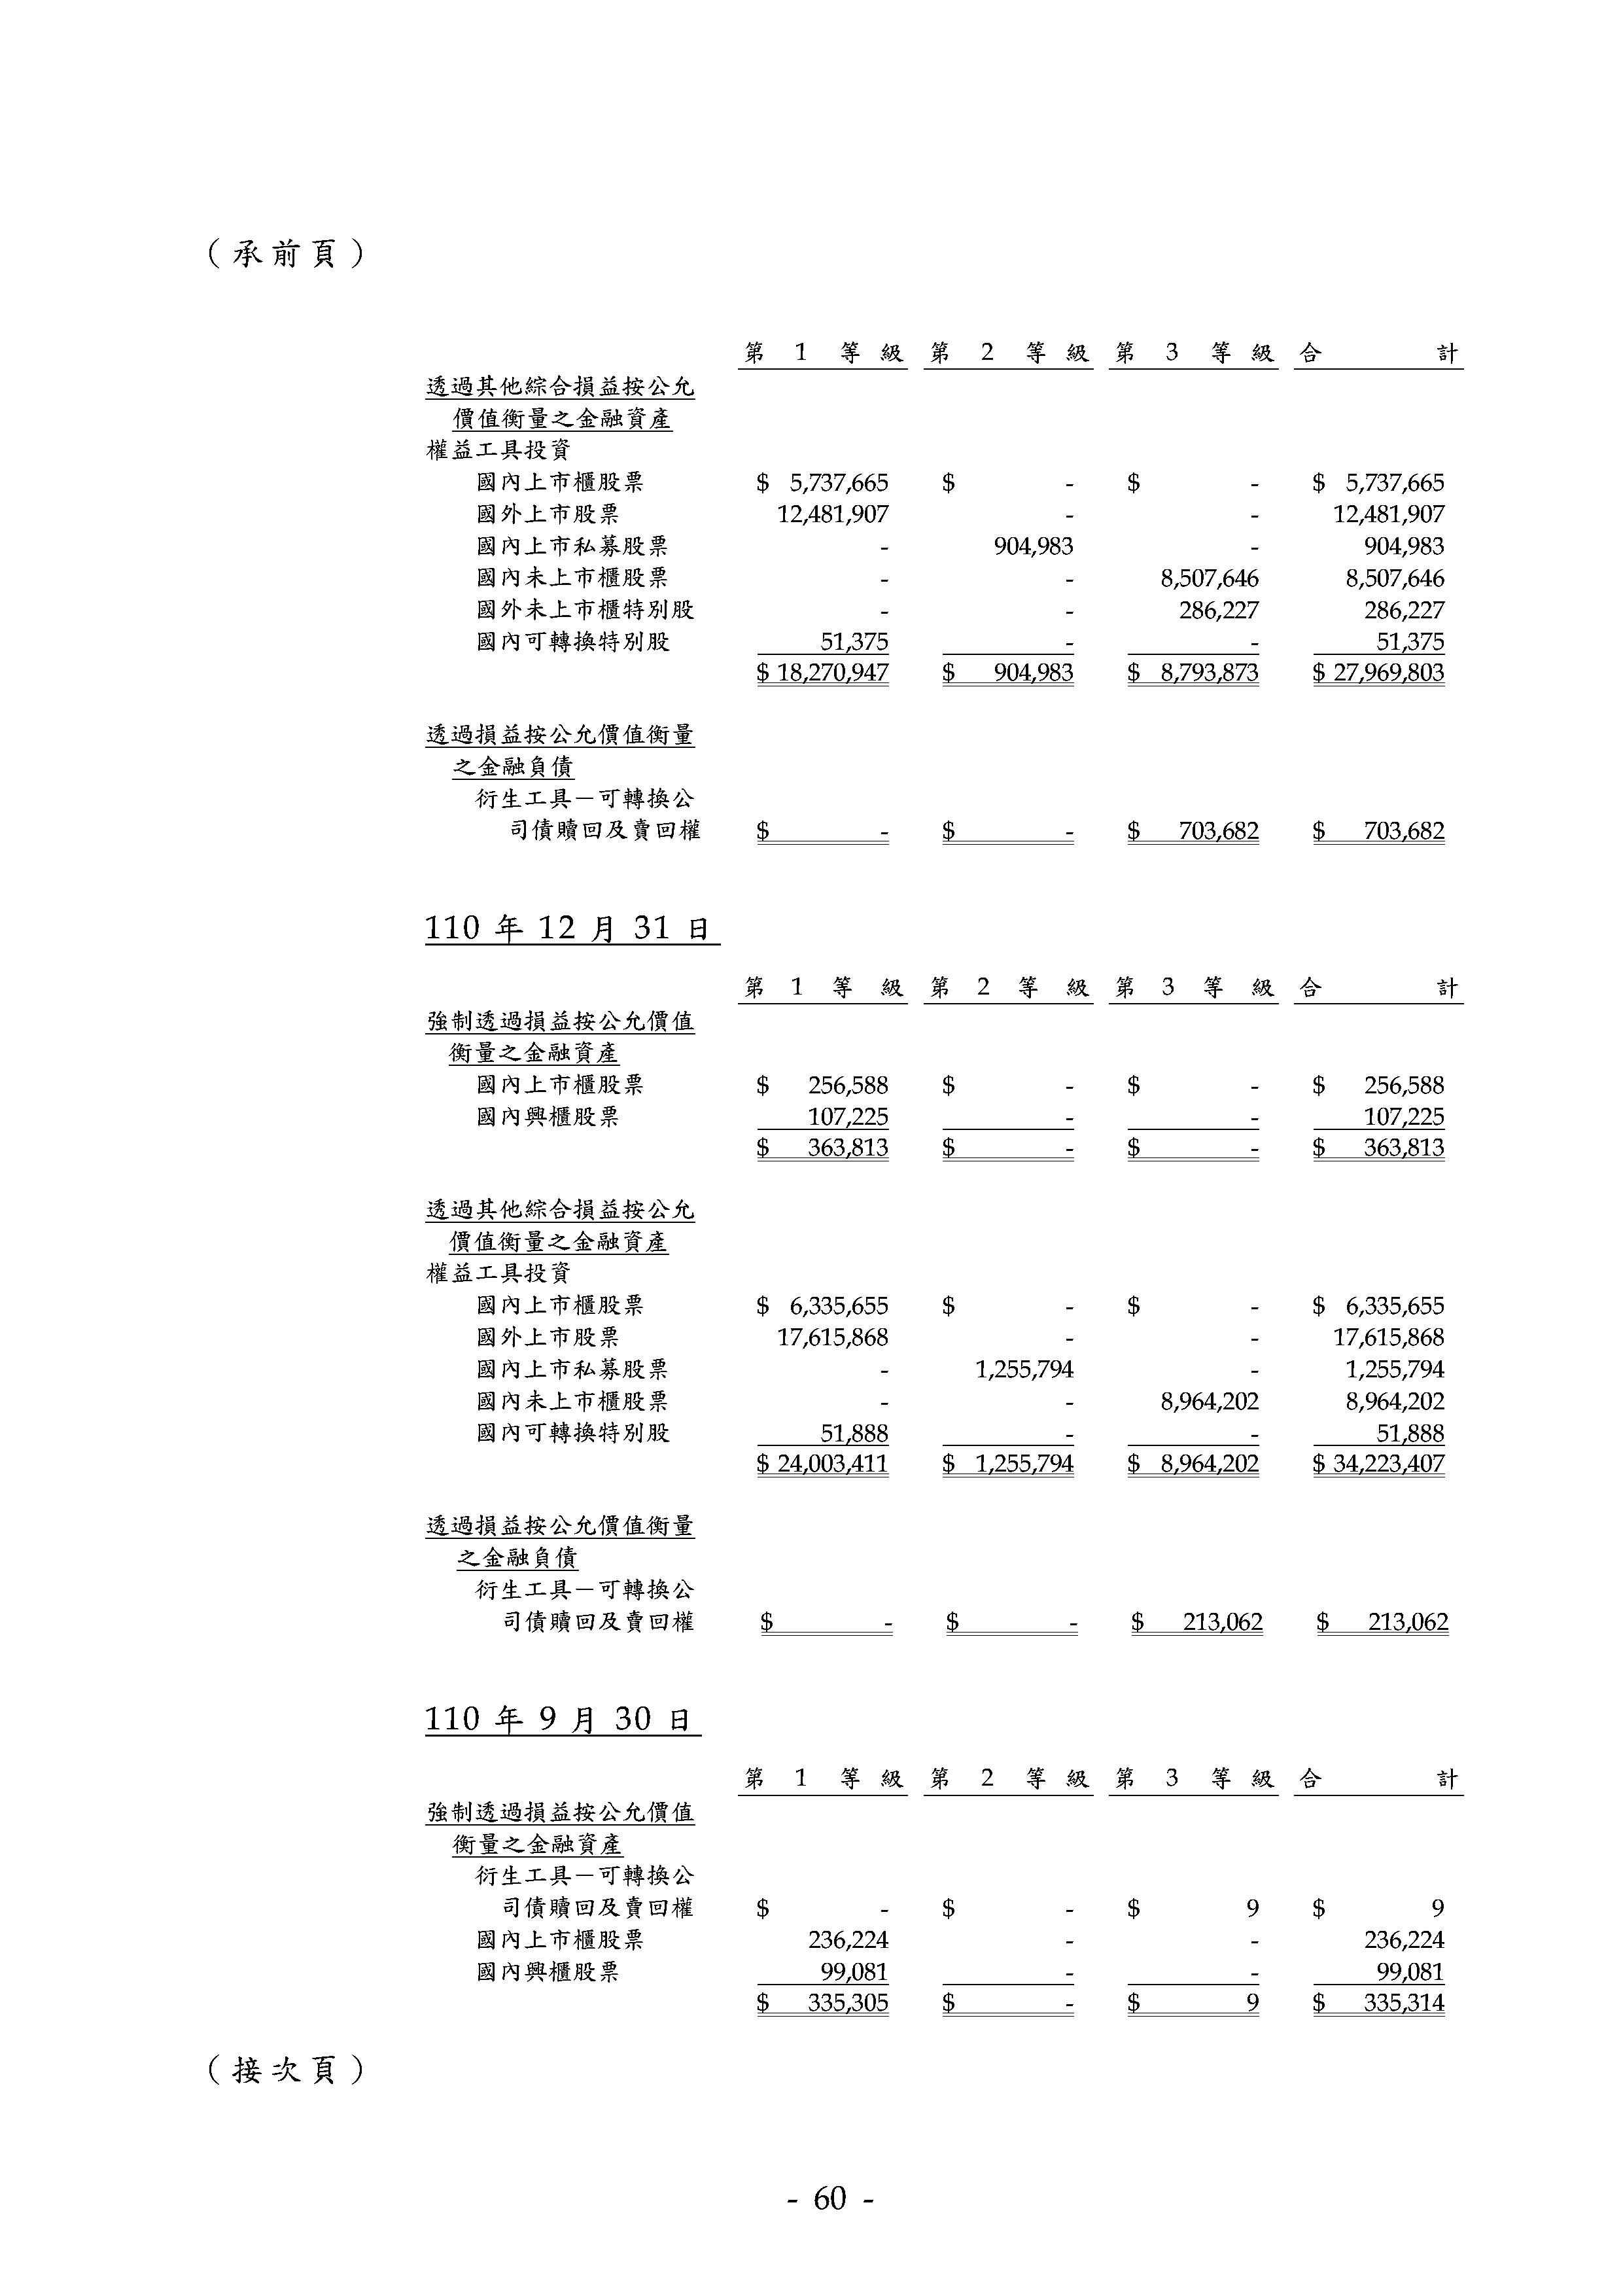 （承前頁）
第 1 等級 第 2 等級 第 3 等級 合計
透過其他綜合損益按公允
價值衡量之金融資產
權益工具投資
國內上市櫃股票 $ 5,737,665 $ - $ - $ 5,737,665
國外上市股票 12,481,907 - - 12,481,907
國內上市私募股票 - 904,983 - 904,983
國內未上市櫃股票 - - 8,507,646 8,507,646
國外未上市櫃特別股 - - 286,227 286,227
國內可轉換特別股 51,375 - - 51,375
$ 18,270,947 $ 904,983 $ 8,793,873 $ 27,969,803
透過損益按公允價值衡量
之金融負債
衍生工具－可轉換公
司債贖回及賣回權 $ - $ - $ 703,682 $ 703,682
110 年 12 月 31 日
第 1 等級 第 2 等級 第 3 等級 合計
強制透過損益按公允價值
衡量之金融資產
國內上市櫃股票 $ 256,588 $ - $ - $ 256,588
國內興櫃股票 107,225 - - 107,225
$ 363,813 $ - $ - $ 363,813
透過其他綜合損益按公允
價值衡量之金融資產
權益工具投資
國內上市櫃股票 $ 6,335,655 $ - $ - $ 6,335,655
國外上市股票 17,615,868 - - 17,615,868
國內上市私募股票 - 1,255,794 - 1,255,794
國內未上市櫃股票 - - 8,964,202 8,964,202
國內可轉換特別股 51,888 - - 51,888
$ 24,003,411 $ 1,255,794 $ 8,964,202 $ 34,223,407
透過損益按公允價值衡量
之金融負債
衍生工具－可轉換公
司債贖回及賣回權 $ - $ - $ 213,062 $ 213,062
110 年 9 月 30 日
第 1 等級 第 2 等級 第 3 等級 合計
強制透過損益按公允價值
衡量之金融資產
衍生工具－可轉換公
司債贖回及賣回權 $ - $ - $ 9 $ 9
國內上市櫃股票 236,224 - - 236,224
國內興櫃股票 99,081 - - 99,081
$ 335,305 $ - $ 9 $ 335,314
（接次頁）
- 60 -